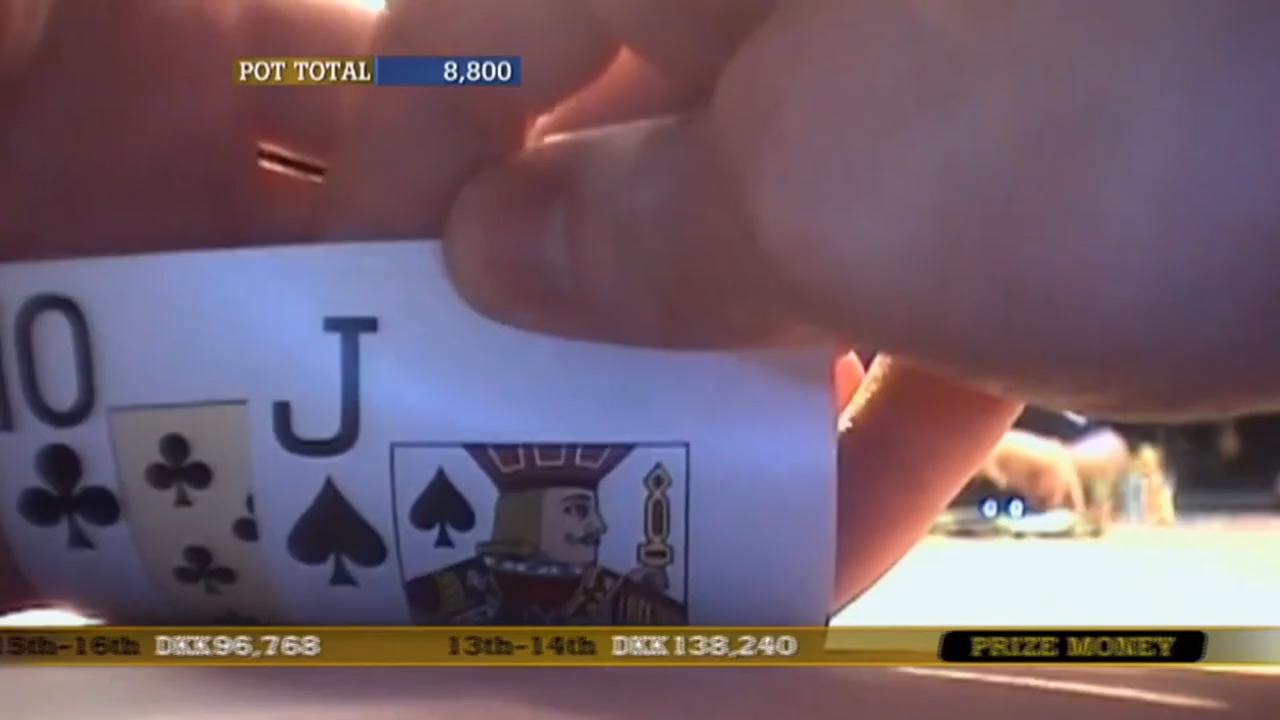 POT TOTAL 8,800
10 J
15th-16th DKK96,768 13th-14th DKK138,240 PRIZE MONEY